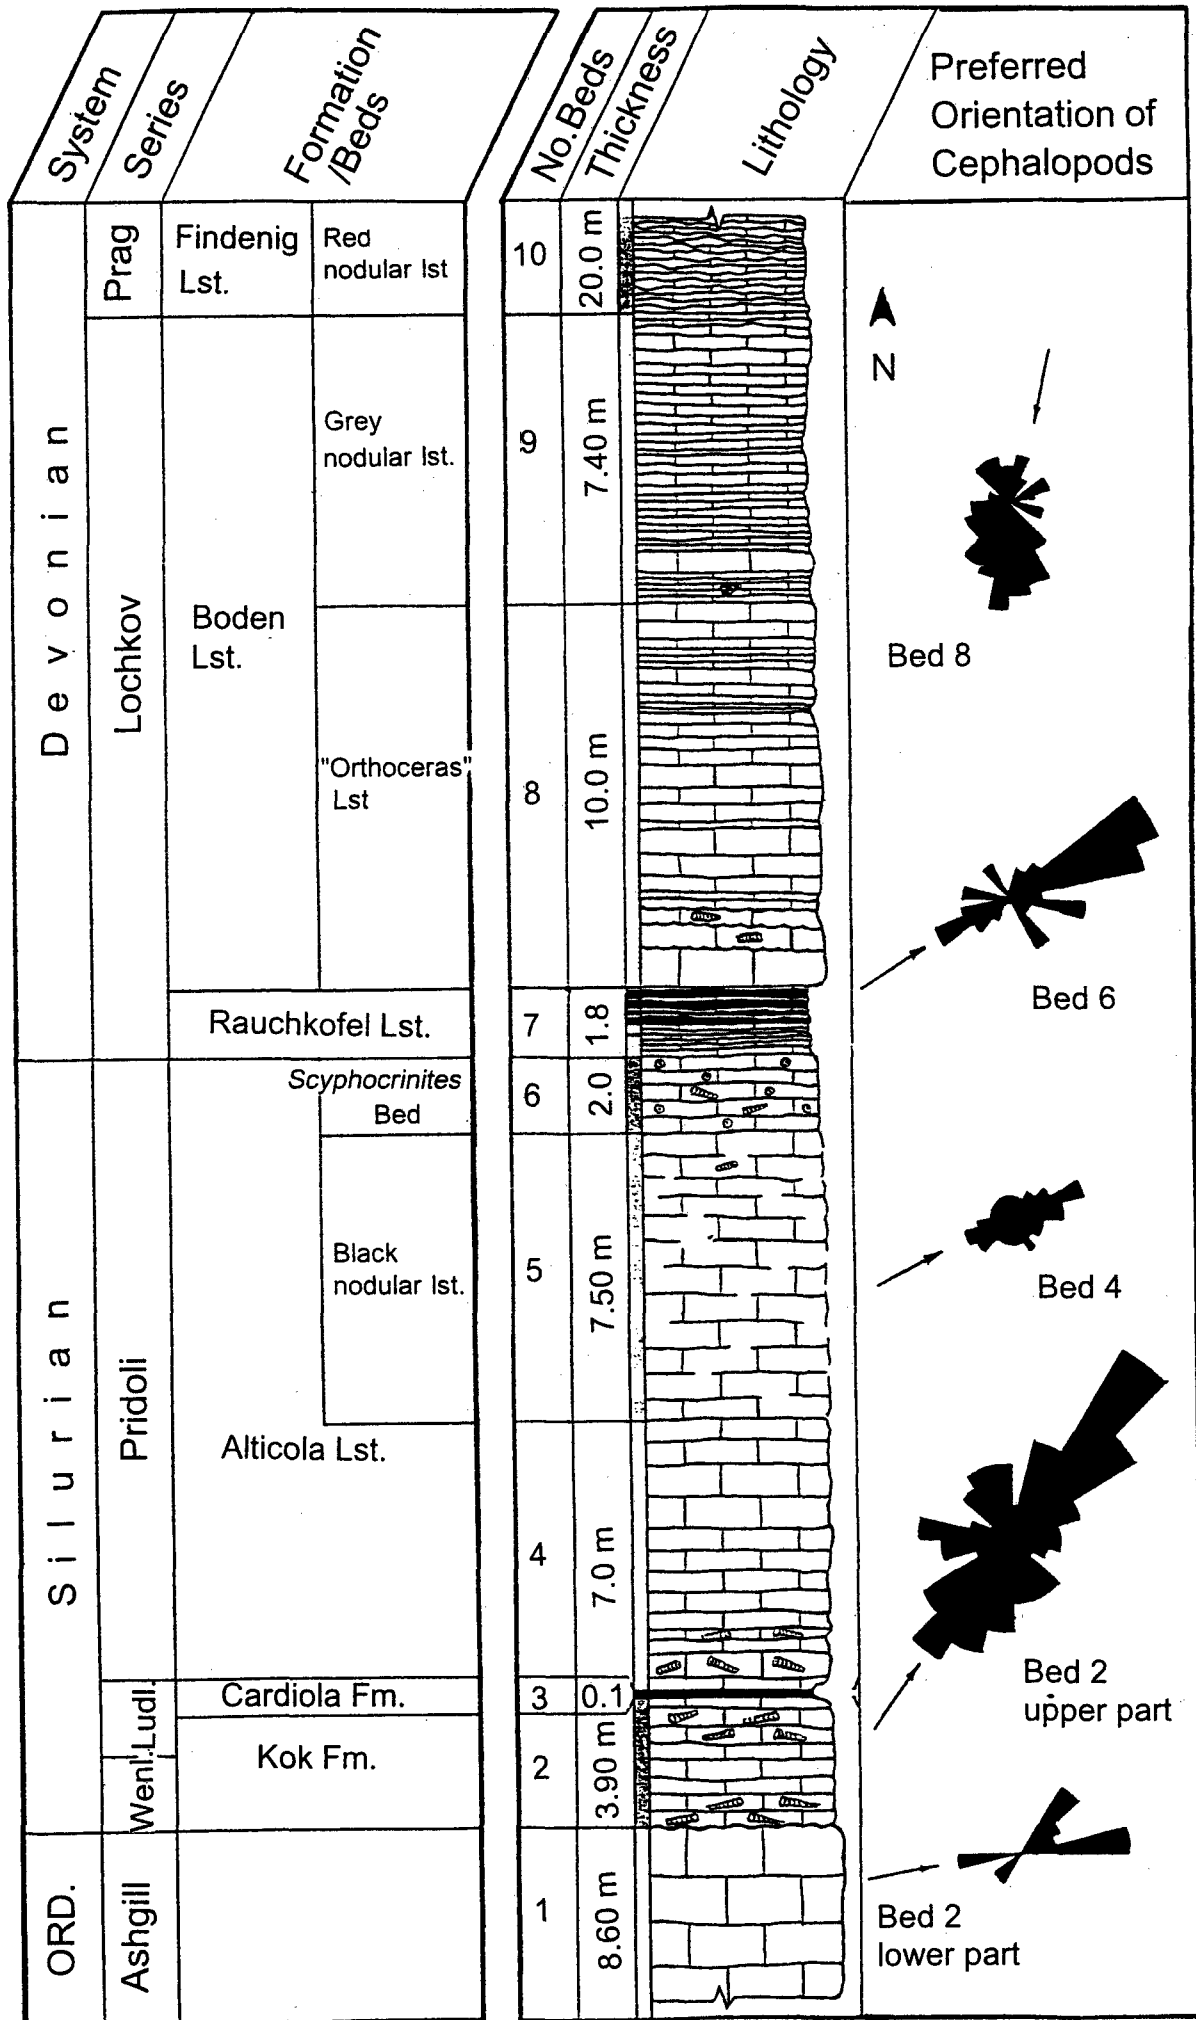 System
Series
Formation
/Beds
No.Beds
Thickness
Lithology
Preferred
Orientation of
Cephalopods
Devonian
Silurian
ORD.
Prag
Lochkov
Pridoli
Ludl.
Wenl.
Ashgill
Findenig
Lst.
Red
nodular lst
Grey
nodular lst.
Boden
Lst.
"Orthoceras"
Lst
Rauchkofel Lst.
Scyphocrinites
Bed
Black
nodular lst.
Alticola Lst.
Cardiola Fm.
Kok Fm.
10
20.0 m
9
7.40 m
8
10.0 m
7
1.8
6
2.0
5
7.50 m
4
7.0 m
3
0.1
2
3.90 m
1
8.60 m
N
Bed 8
Bed 6
Bed 4
Bed 2
upper part
Bed 2
lower part